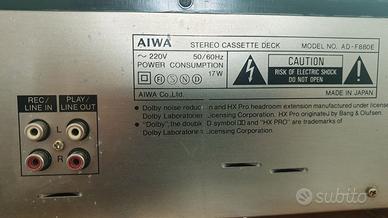 AIWA STEREO CASSETTE DECK MODEL NO. AD-F880E
~ 220V 50/60Hz
POWER CONSUMPTION
17W
FI S N D
AIWA Co.,Ltd.
CAUTION
RISK OF ELECTRIC SHOCK
DO NOT OPEN
MADE IN JAPAN
REC/ PLAY/
LINE IN LINE OUT
L
R
Dolby noise reduction and HX Pro headroom extension manufactured under license
Dolby Laboratories Licensing Corporation. HX Pro originated by Bang & Olufsen.
"Dolby", the double D symbol and "HX PRO" are trademarks of
Dolby Laboratories Licensing Corporation.
subito